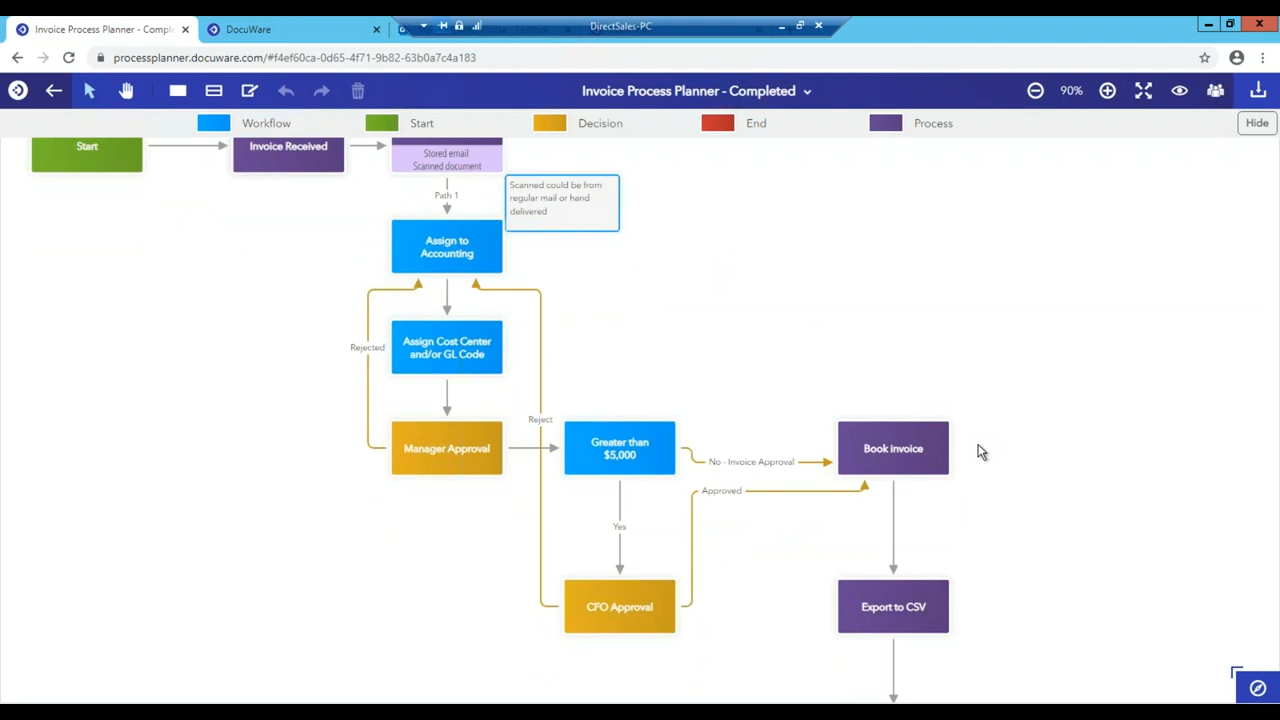 DirectSales-PC
Invoice Process Planner - Comple
DocuWare
processplanner.docuware.com/#f4ef60ca-0d65-4f71-9b82-63b0a7c4a183
Invoice Process Planner - Completed
90%
Workflow
Start
Decision
End
Process
Hide
Start
Invoice Received
Stored email
Scanned document
Path 1
Scanned could be from
regular mail or hand
delivered
Assign to
Accounting
Rejected
Assign Cost Center
and/or GL Code
Reject
Manager Approval
Greater than
$5,000
No - Invoice Approval
Book invoice
Approved
Yes
CFO Approval
Export to CSV